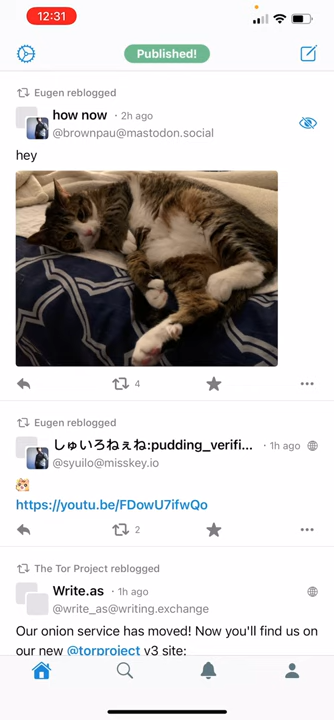 12:31
Published!
Eugen reblogged
how now · 2h ago
@brownpau@mastodon.social
hey
4
Eugen reblogged
しゅいろねぇね:pudding_verifi... · 1h ago
@syuilo@misskey.io
https://youtu.be/FDowU7ifwQo
2
The Tor Project reblogged
Write.as · 1h ago
@write_as@writing.exchange
Our onion service has moved! Now you'll find us on
our new @torproject v3 site: